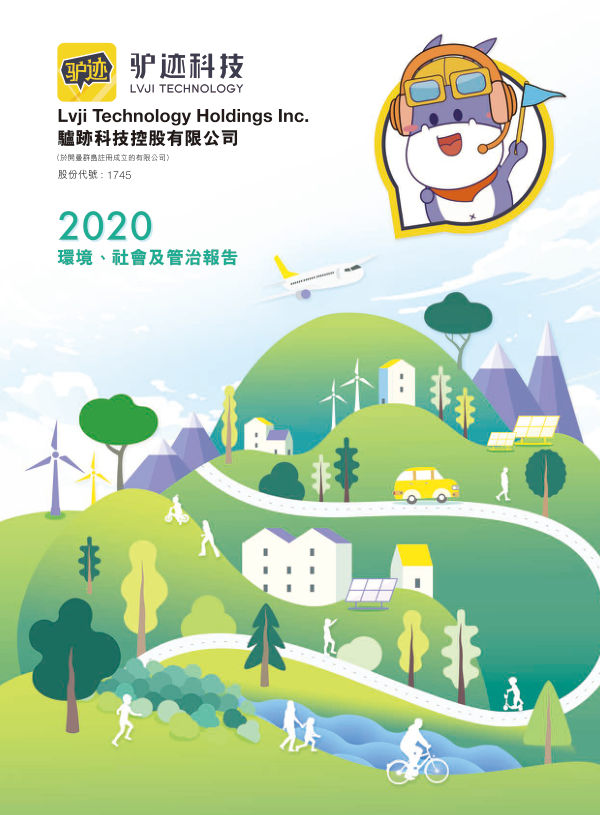 驴迹
驴迹科技
LVJI TECHNOLOGY
Lvji Technology Holdings Inc.
驢跡科技控股有限公司
(於開曼群島註冊成立的有限公司)
股份代號 : 1745
2020
環境、社會及管治報告